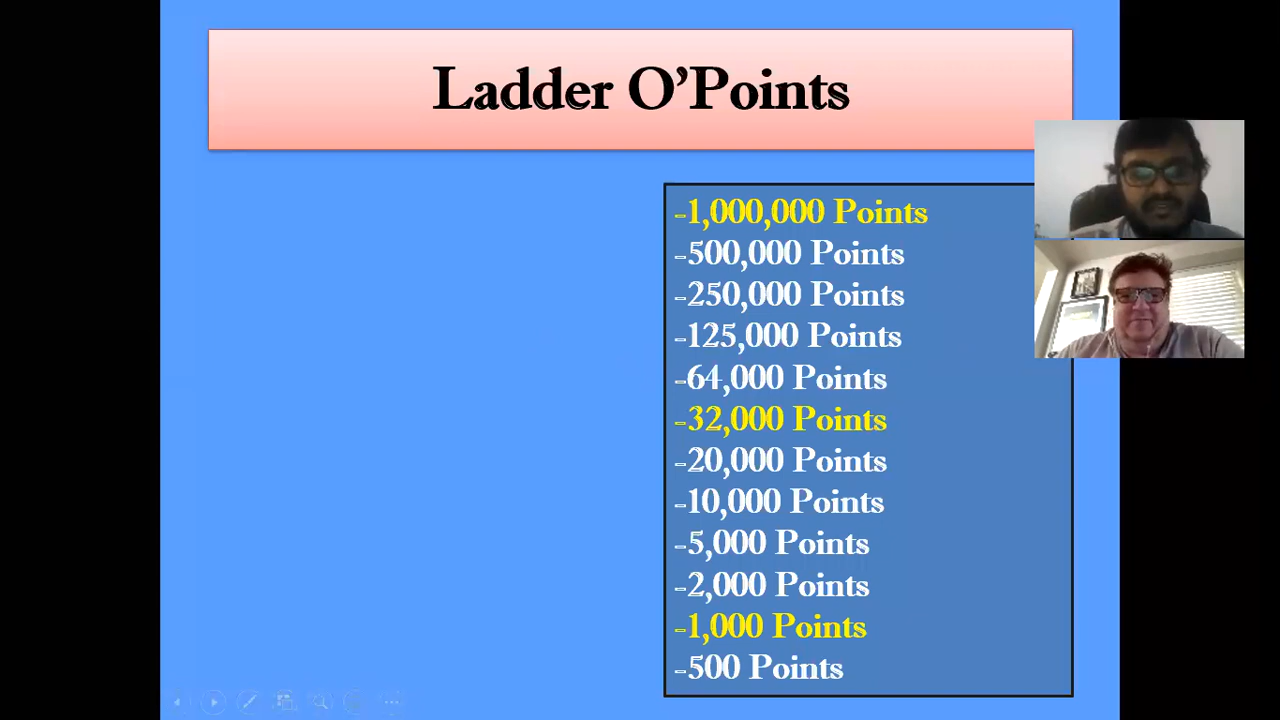 Ladder O'Points
-1,000,000 Points
-500,000 Points
-250,000 Points
-125,000 Points
-64,000 Points
-32,000 Points
-20,000 Points
-10,000 Points
-5,000 Points
-2,000 Points
-1,000 Points
-500 Points